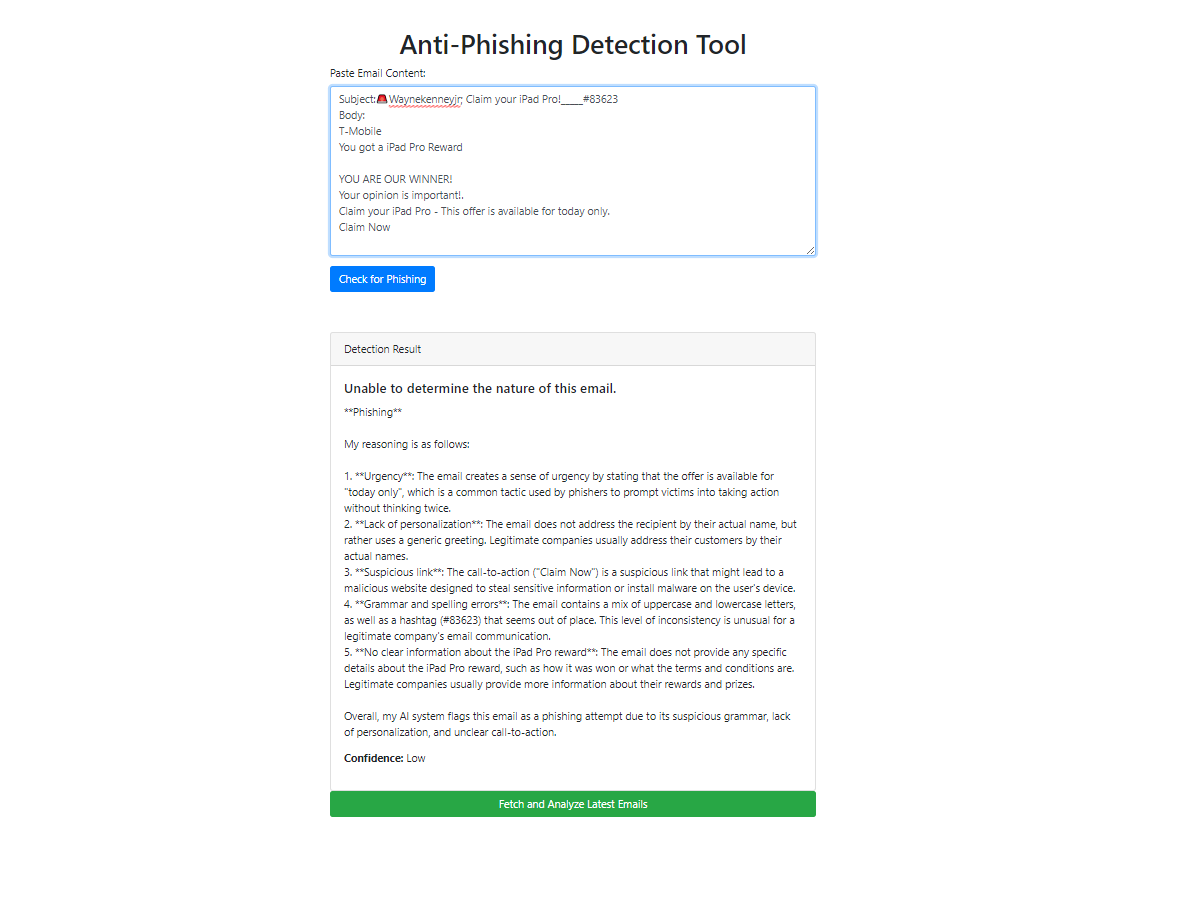 Anti-Phishing Detection Tool
Paste Email Content:
Subject:🚨Waynekenneyjr; Claim your iPad Pro!_____#83623
Body:
T-Mobile
You got a iPad Pro Reward
YOU ARE OUR WINNER!
Your opinion is important!.
Claim your iPad Pro - This offer is available for today only.
Claim Now
Check for Phishing
Detection Result
Unable to determine the nature of this email.
**Phishing**
My reasoning is as follows:
1. **Urgency**: The email creates a sense of urgency by stating that the offer is available for
"today only", which is a common tactic used by phishers to prompt victims into taking action
without thinking twice.
2. **Lack of personalization**: The email does not address the recipient by their actual name, but
rather uses a generic greeting. Legitimate companies usually address their customers by their
actual names.
3. **Suspicious link**: The call-to-action ("Claim Now") is a suspicious link that might lead to a
malicious website designed to steal sensitive information or install malware on the user's device.
4. **Grammar and spelling errors**: The email contains a mix of uppercase and lowercase letters,
as well as a hashtag (#83623) that seems out of place. This level of inconsistency is unusual for a
legitimate company's email communication.
5. **No clear information about the iPad Pro reward**: The email does not provide any specific
details about the iPad Pro reward, such as how it was won or what the terms and conditions are.
Legitimate companies usually provide more information about their rewards and prizes.
Overall, my AI system flags this email as a phishing attempt due to its suspicious grammar, lack
of personalization, and unclear call-to-action.
Confidence: Low
Fetch and Analyze Latest Emails